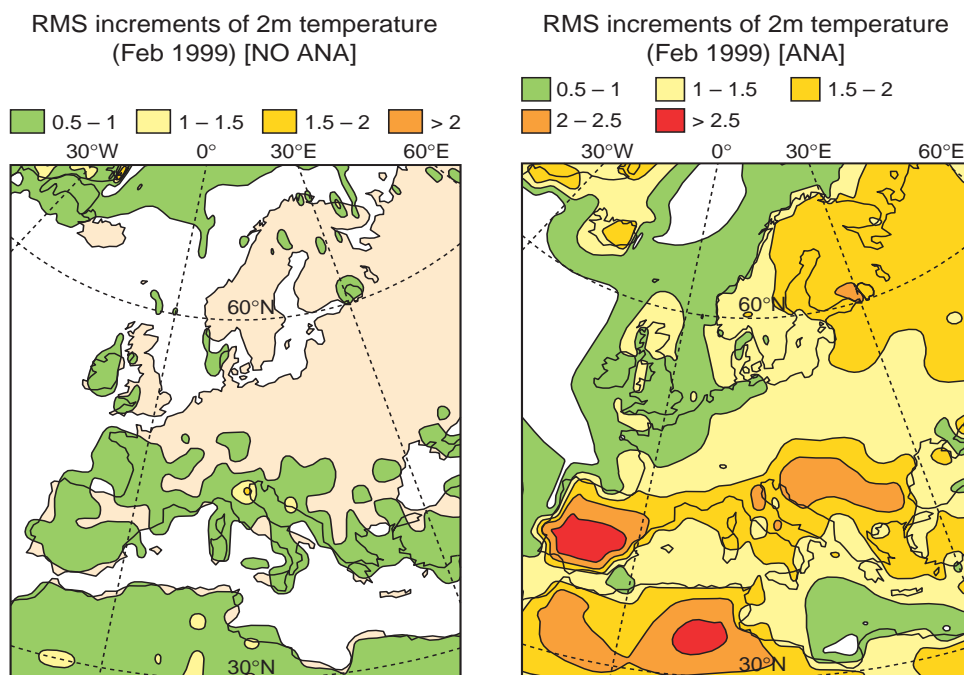 RMS increments of 2m temperature
(Feb 1999) [NO ANA]
0.5 – 1 1 – 1.5 1.5 – 2 > 2
30°W 0° 30°E 60°E
60°N
30°N
RMS increments of 2m temperature
(Feb 1999) [ANA]
0.5 – 1 1 – 1.5 1.5 – 2
2 – 2.5 > 2.5
30°W 0° 30°E 60°E
60°N
30°N